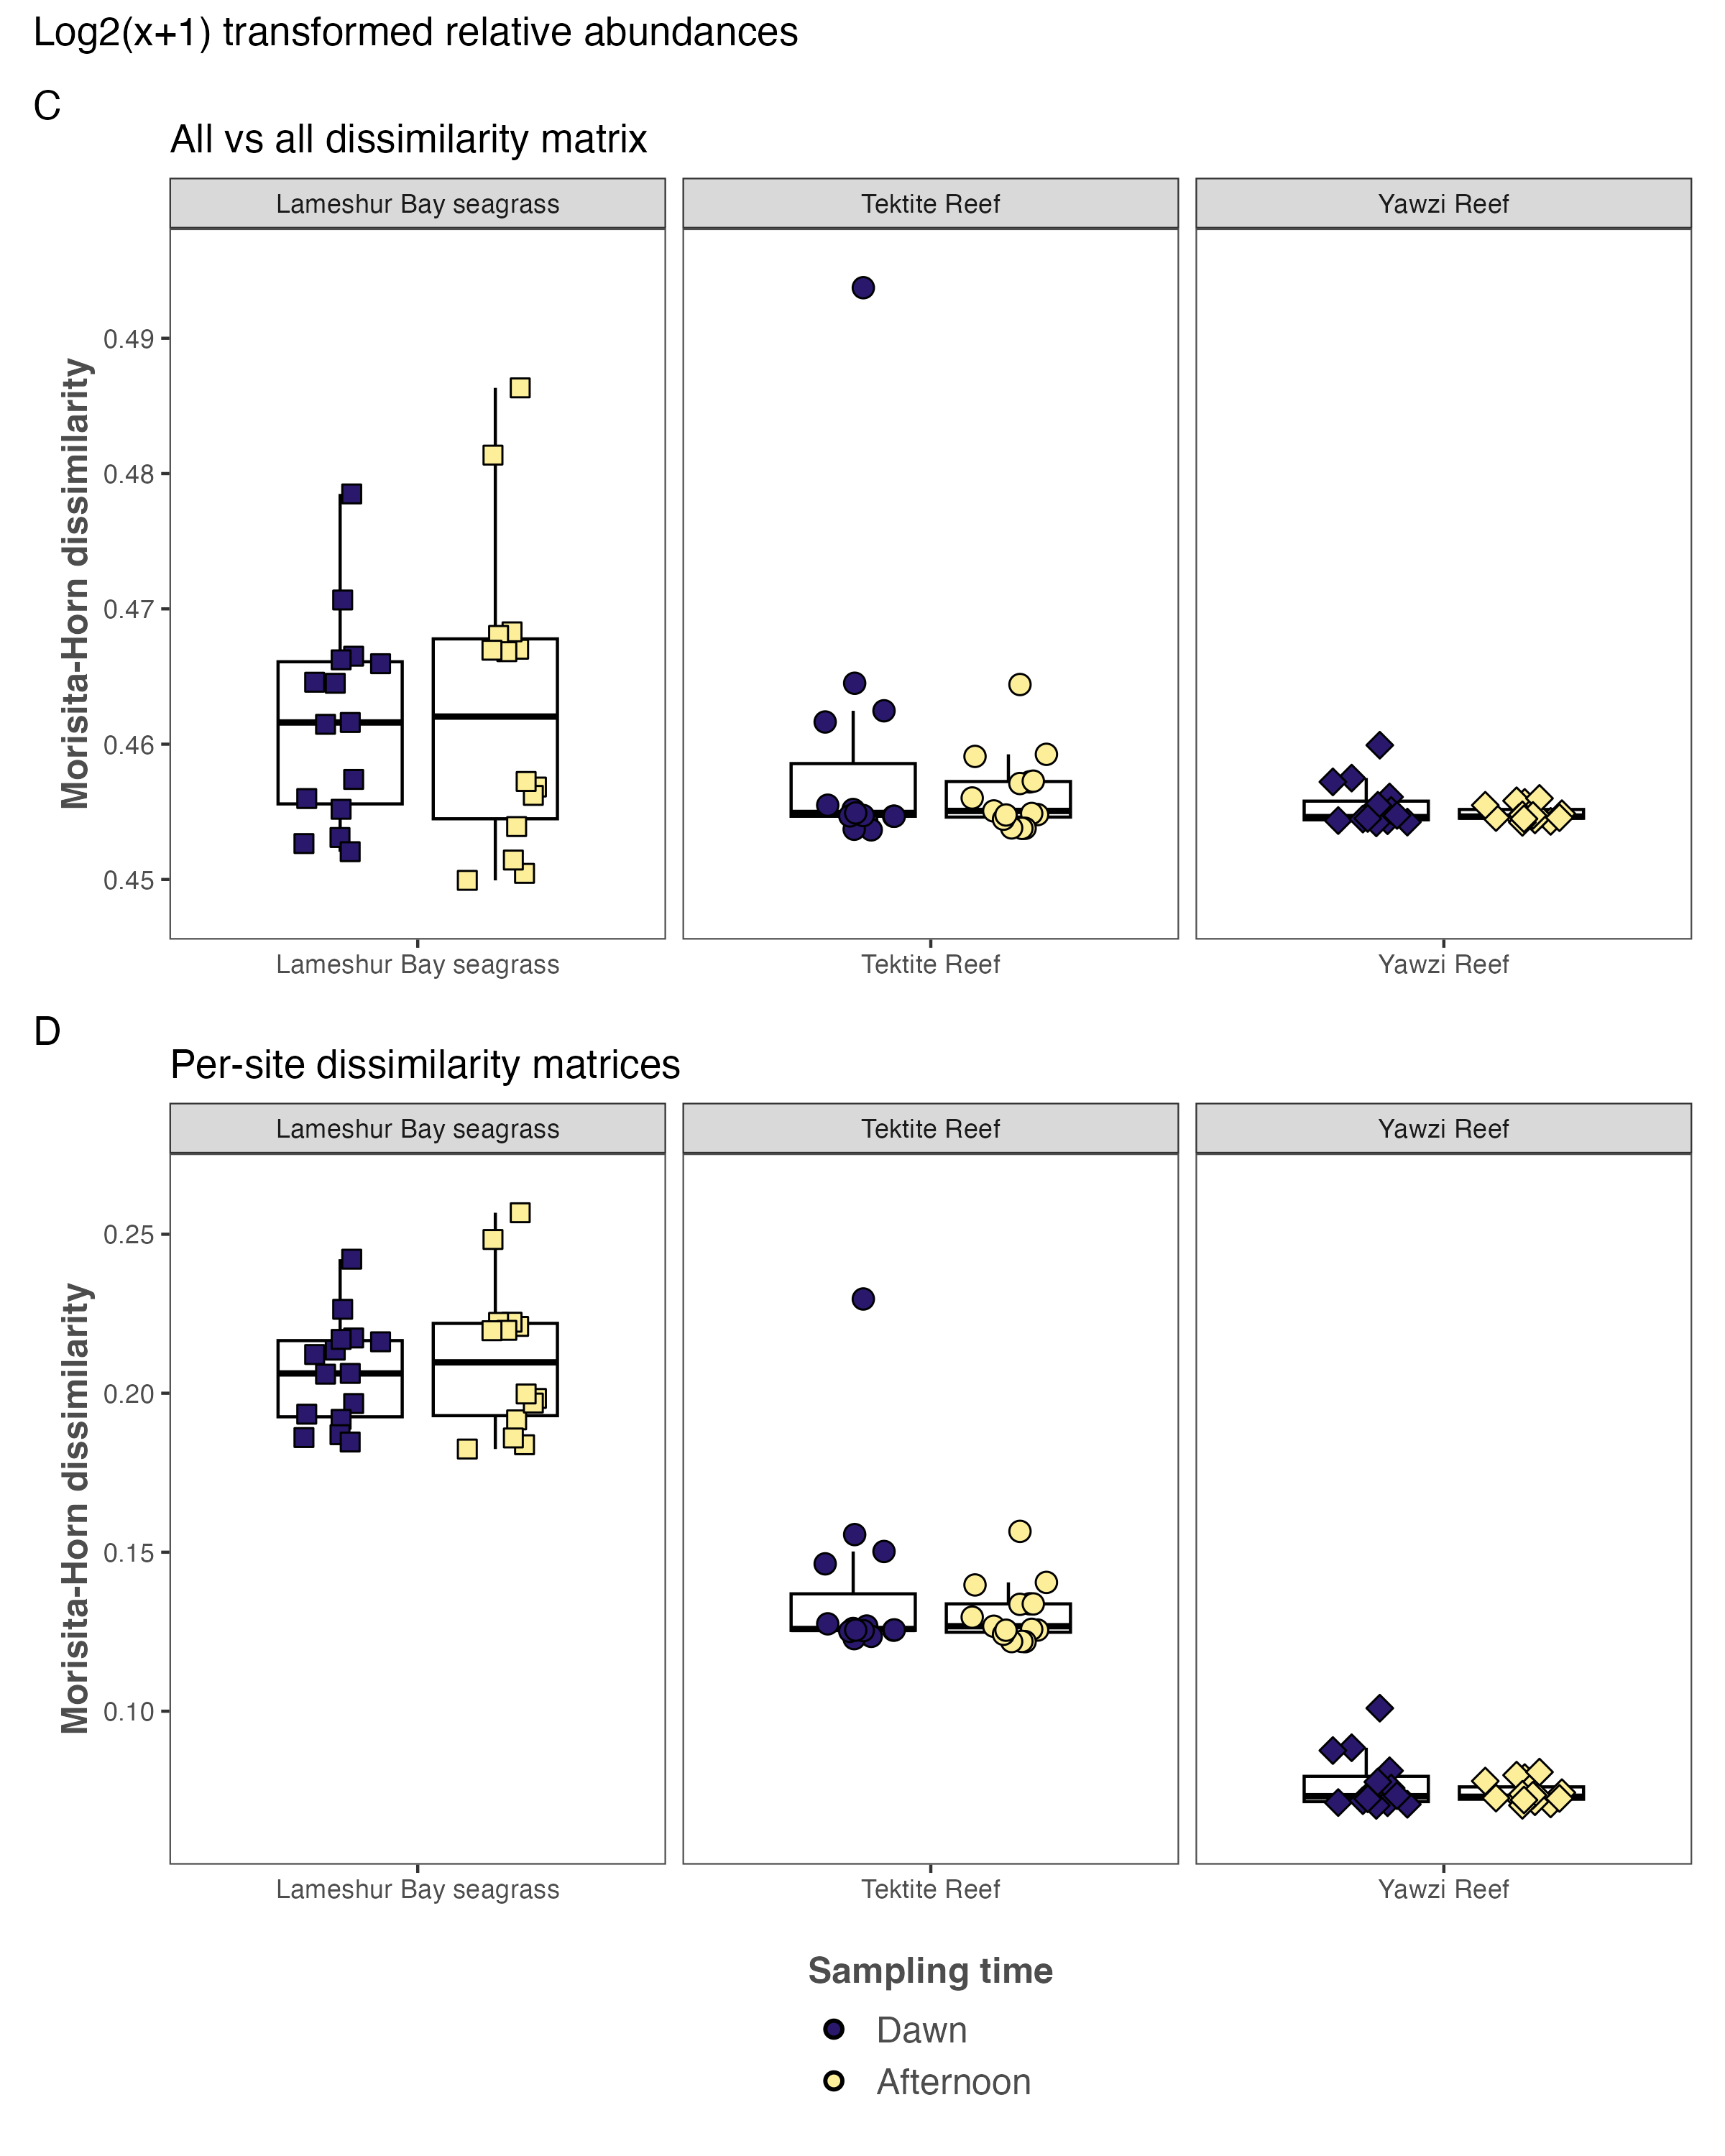 Log2(x+1) transformed relative abundances
C
All vs all dissimilarity matrix
Lameshur Bay seagrass Tektite Reef Yawzi Reef
Morisita-Horn dissimilarity
0.49
0.48
0.47
0.46
0.45
Lameshur Bay seagrass Tektite Reef Yawzi Reef
D
Per-site dissimilarity matrices
Lameshur Bay seagrass Tektite Reef Yawzi Reef
Morisita-Horn dissimilarity
0.25
0.20
0.15
0.10
Lameshur Bay seagrass Tektite Reef Yawzi Reef
Sampling time
Dawn
Afternoon